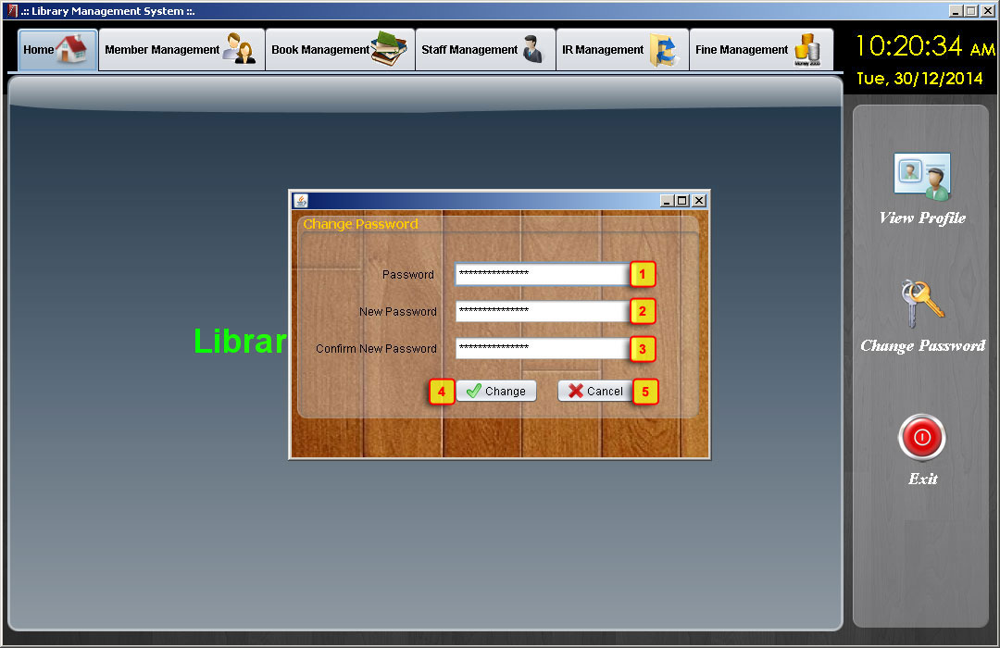 .:: Library Management System ::.
Home
Member Management
Book Management
Staff Management
IR Management
Fine Management
10:20:34 AM
Tue, 30/12/2014
View Profile
Change Password
Exit
Librar
Change Password
Password
***************
1
New Password
***************
2
Confirm New Password
***************
3
4
Change
Cancel
5